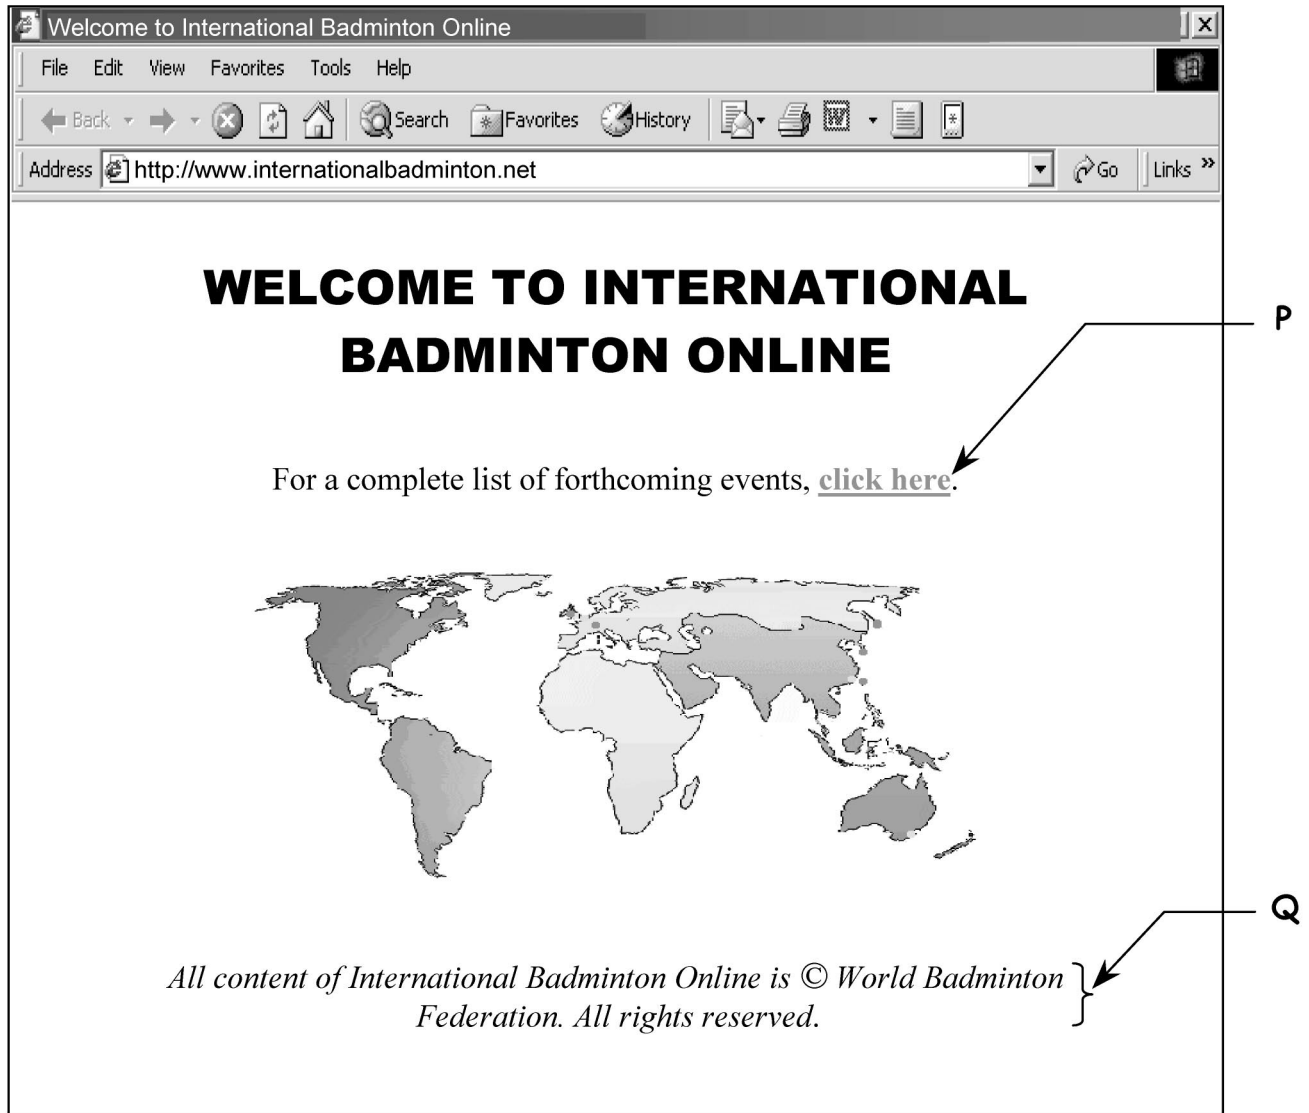 Welcome to International Badminton Online
File Edit View Favorites Tools Help
Back Search Favorites History
Address http://www.internationalbadminton.net Go Links »
WELCOME TO INTERNATIONAL
BADMINTON ONLINE
P
For a complete list of forthcoming events, click here.
Q
All content of International Badminton Online is © World Badminton
Federation. All rights reserved.